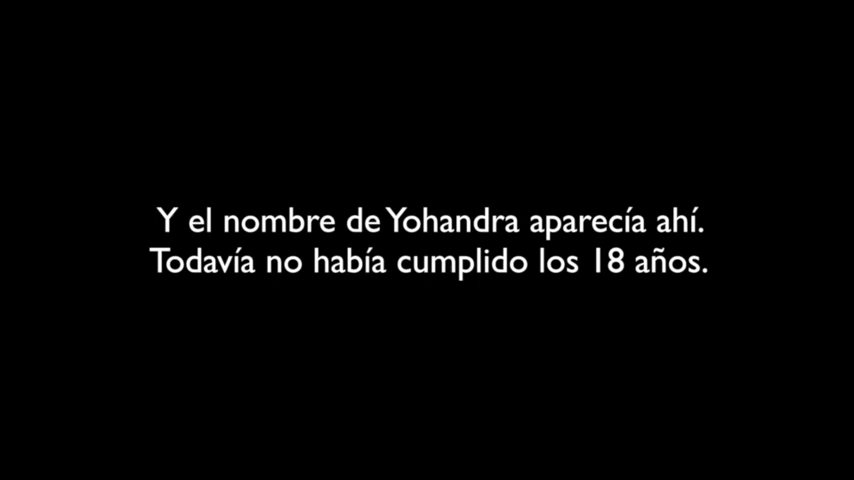 Y el nombre de Yohandra aparecía ahí.
Todavía no había cumplido los 18 años.